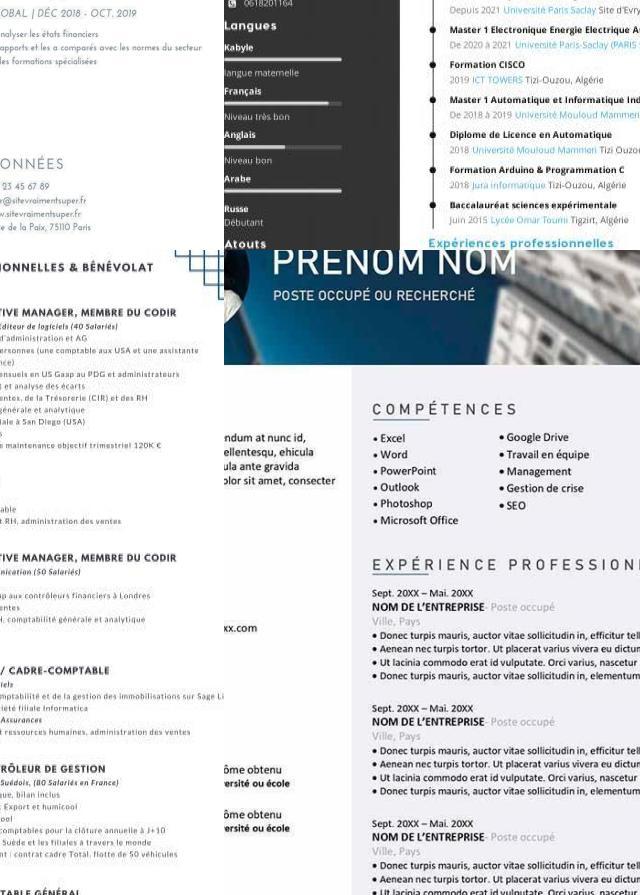 OBAL | DÉC 2018 - OCT. 2019
nalyser les états financiers
apports et les a comparés avec les normes du secteur
les formations spécialisées
ONNÉES
23 45 67 89
r@sitevraimentsuper.fr
w.sitevraimentsuper.fr
e de la Paix, 75110 Paris
0618201164
Langues
Kabyle
langue maternelle
Français
Niveau très bon
Anglais
Niveau bon
Arabe
Russe
Débutant
Atouts
Depuis 2021 Université Paris Saclay Site d'Evry
Master 1 Electronique Energie Electrique A
De 2020 à 2021 Université Paris-Saclay (PARIS
Formation CISCO
2019 ICT TOWERS Tizi-Ouzou, Algérie
Master 1 Automatique et Informatique Ind
De 2018 à 2019 Université Mouloud Mammeri
Diplome de Licence en Automatique
2018 Université Mouloud Mammeri Tizi Ouzo
Formation Arduino & Programmation C
2018 Jura informatique Tizi-Ouzou, Algérie
Baccalauréat sciences expérimentale
Juin 2015 Lycée Omar Toumi Tigzirt, Algérie
Expériences professionnelles
IONNELLES & BÉNÉVOLAT
TIVE MANAGER, MEMBRE DU CODIR
Éditeur de logiciels (40 Salariés)
d'administration et AG
ersonnes (une comptable aux USA et une assistante
nce)
ensuels en US Gaap au PDG et administrateurs
) et analyse des écarts
entes, de la Trésorerie (CIR) et des RH
générale et analytique
iale à San Diego (USA)
s
e maintenance objectif trimestriel 120K €
able
t RH, administration des ventes
TIVE MANAGER, MEMBRE DU CODIR
nication (50 Salariés)
ap aux contrôleurs financiers à Londres
entes
H, comptabilité générale et analytique
/ CADRE-COMPTABLE
iels
mptabilité et de la gestion des immobilisations sur Sage Li
iété filiale Informatica
Assurances
t ressources humaines, administration des ventes
TRÔLEUR DE GESTION
Suédois, (80 Salariés en France)
que, bilan inclus
: Export et humicool
ool
comptables pour la clôture annuelle à J+10
Suède et les filiales à travers le monde
nt : contrat cadre Total, flotte de 50 véhicules
TABLE GÉNÉRAL
PRENOM NOM
POSTE OCCUPÉ OU RECHERCHÉ
endum at nunc id,
ellentesqu, ehicula
ula ante gravida
olor sit amet, consecter
xx.com
ôme obtenu
versité ou école
ôme obtenu
versité ou école
COMPÉTENCES
• Excel
• Word
• PowerPoint
• Outlook
• Photoshop
• Microsoft Office
• Google Drive
• Travail en équipe
• Management
• Gestion de crise
• SEO
EXPÉRIENCE PROFESSION
Sept. 20XX – Mai. 20XX
NOM DE L'ENTREPRISE- Poste occupé
Ville, Pays
• Donec turpis mauris, auctor vitae sollicitudin in, efficitur tell
• Aenean nec turpis tortor. Ut placerat varius vivera eu dictum
• Ut lacinia commodo erat id vulputate. Orci varius, nascetur
• Donec turpis mauris, auctor vitae sollicitudin in, elementum
Sept. 20XX – Mai. 20XX
NOM DE L'ENTREPRISE- Poste occupé
Ville, Pays
• Donec turpis mauris, auctor vitae sollicitudin in, efficitur tell
• Aenean nec turpis tortor. Ut placerat varius vivera eu dictum
• Ut lacinia commodo erat id vulputate. Orci varius, nascetur
• Donec turpis mauris, auctor vitae sollicitudin in, elementum
Sept. 20XX – Mai. 20XX
NOM DE L'ENTREPRISE- Poste occupé
Ville, Pays
• Donec turpis mauris, auctor vitae sollicitudin in, efficitur tell
• Aenean nec turpis tortor. Ut placerat varius vivera eu dictum
• Ut lacinia commodo erat id vulputate. Orci varius, nascetur